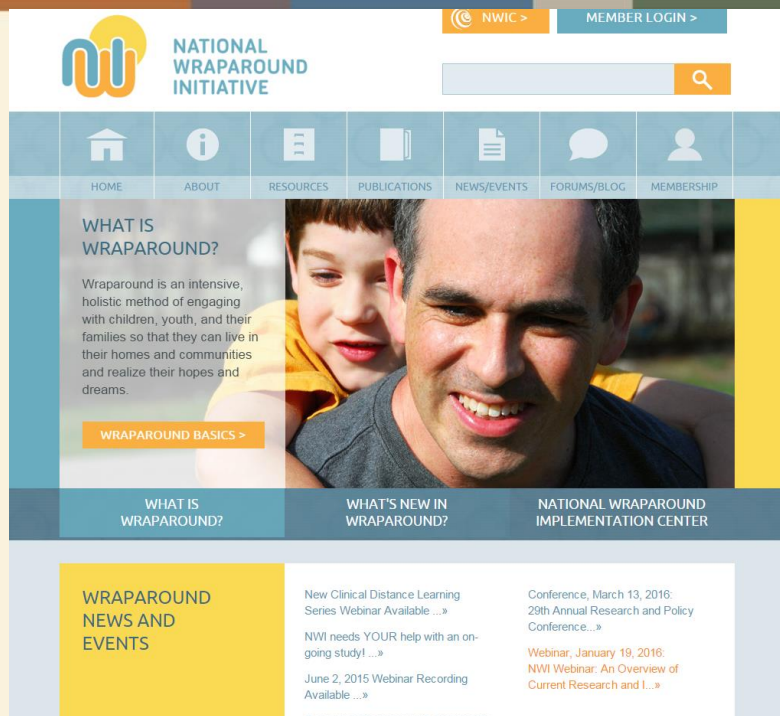 NWIC >
MEMBER LOGIN >
NATIONAL
WRAPAROUND
INITIATIVE
HOME
ABOUT
RESOURCES
PUBLICATIONS
NEWS/EVENTS
FORUMS/BLOG
MEMBERSHIP
WHAT IS
WRAPAROUND?
Wraparound is an intensive,
holistic method of engaging
with children, youth, and their
families so that they can live in
their homes and communities
and realize their hopes and
dreams.
WRAPAROUND BASICS >
WHAT IS
WRAPAROUND?
WHAT'S NEW IN
WRAPAROUND?
NATIONAL WRAPAROUND
IMPLEMENTATION CENTER
WRAPAROUND
NEWS AND
EVENTS
New Clinical Distance Learning
Series Webinar Available ...»
NWI needs YOUR help with an on-
going study! ...»
June 2, 2015 Webinar Recording
Available ...»
Conference, March 13, 2016:
29th Annual Research and Policy
Conference...»
Webinar, January 19, 2016:
NWI Webinar: An Overview of
Current Research and I...»